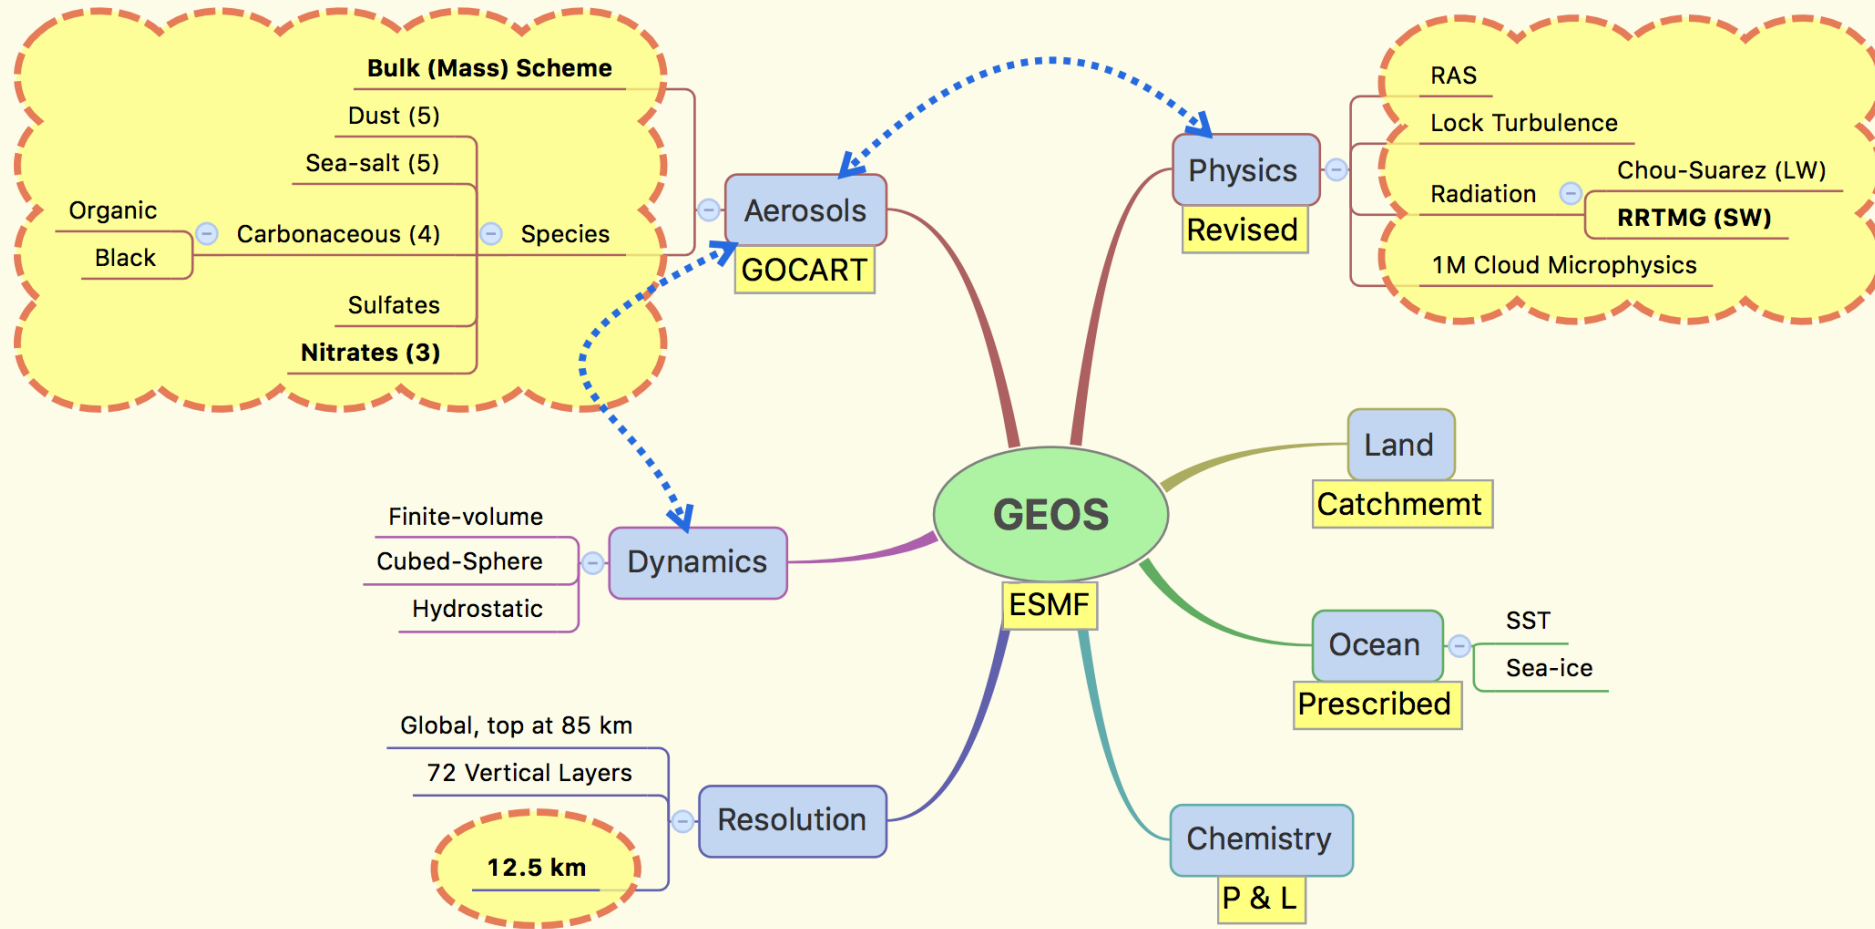 Bulk (Mass) Scheme
Dust (5)
Sea-salt (5)
Organic
Carbonaceous (4)
Species
Black
Sulfates
Nitrates (3)
Aerosols
GOCART
Physics
Revised
RAS
Lock Turbulence
Radiation
Chou-Suarez (LW)
RRTMG (SW)
1M Cloud Microphysics
GEOS
ESMF
Land
Catchmemt
Finite-volume
Cubed-Sphere
Hydrostatic
Dynamics
Ocean
Prescribed
SST
Sea-ice
Global, top at 85 km
72 Vertical Layers
12.5 km
Resolution
Chemistry
P & L